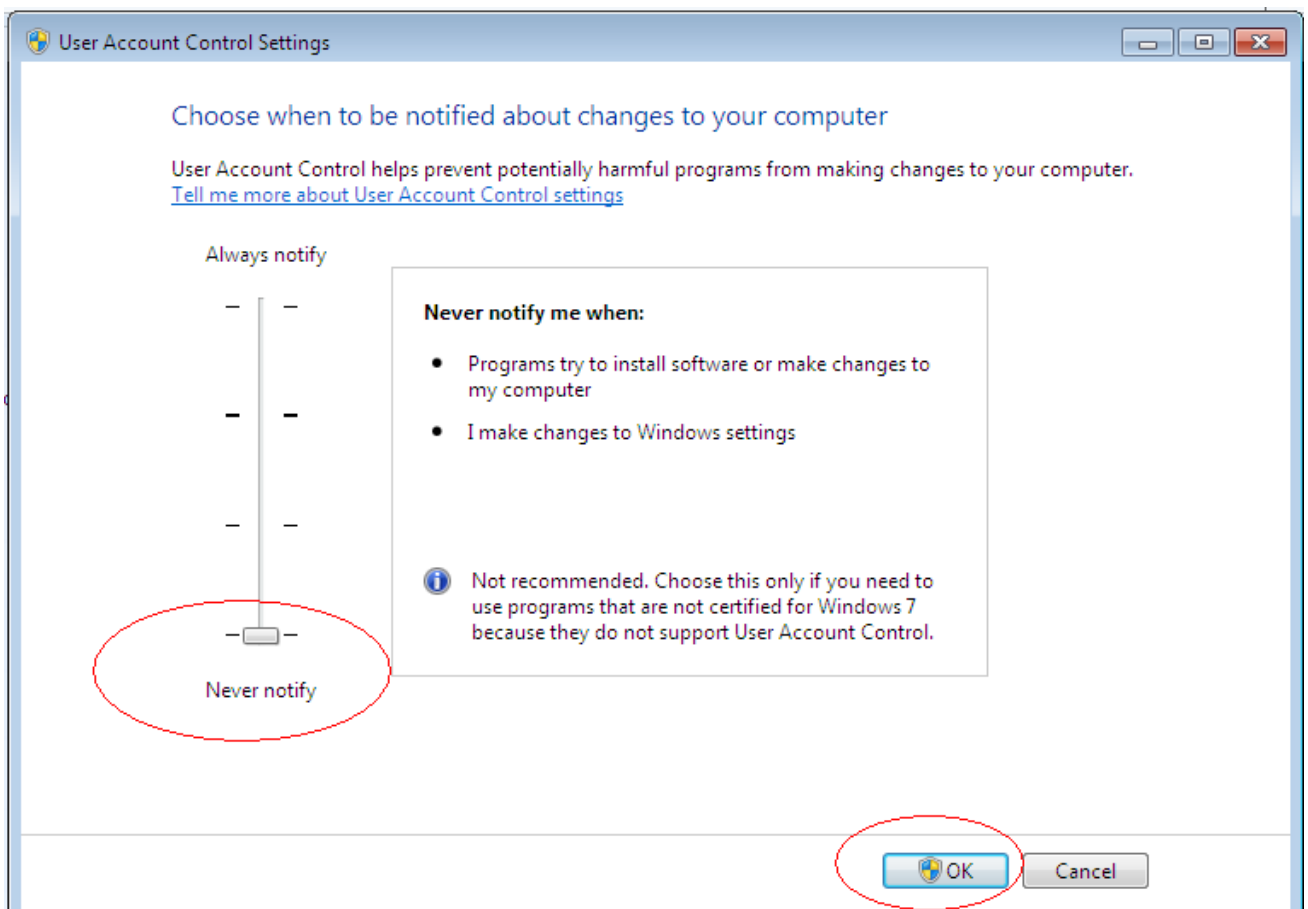 User Account Control Settings
Choose when to be notified about changes to your computer
User Account Control helps prevent potentially harmful programs from making changes to your computer.
Tell me more about User Account Control settings
Always notify
Never notify me when:
• Programs try to install software or make changes to
my computer
• I make changes to Windows settings
Not recommended. Choose this only if you need to
use programs that are not certified for Windows 7
because they do not support User Account Control.
Never notify
OK
Cancel